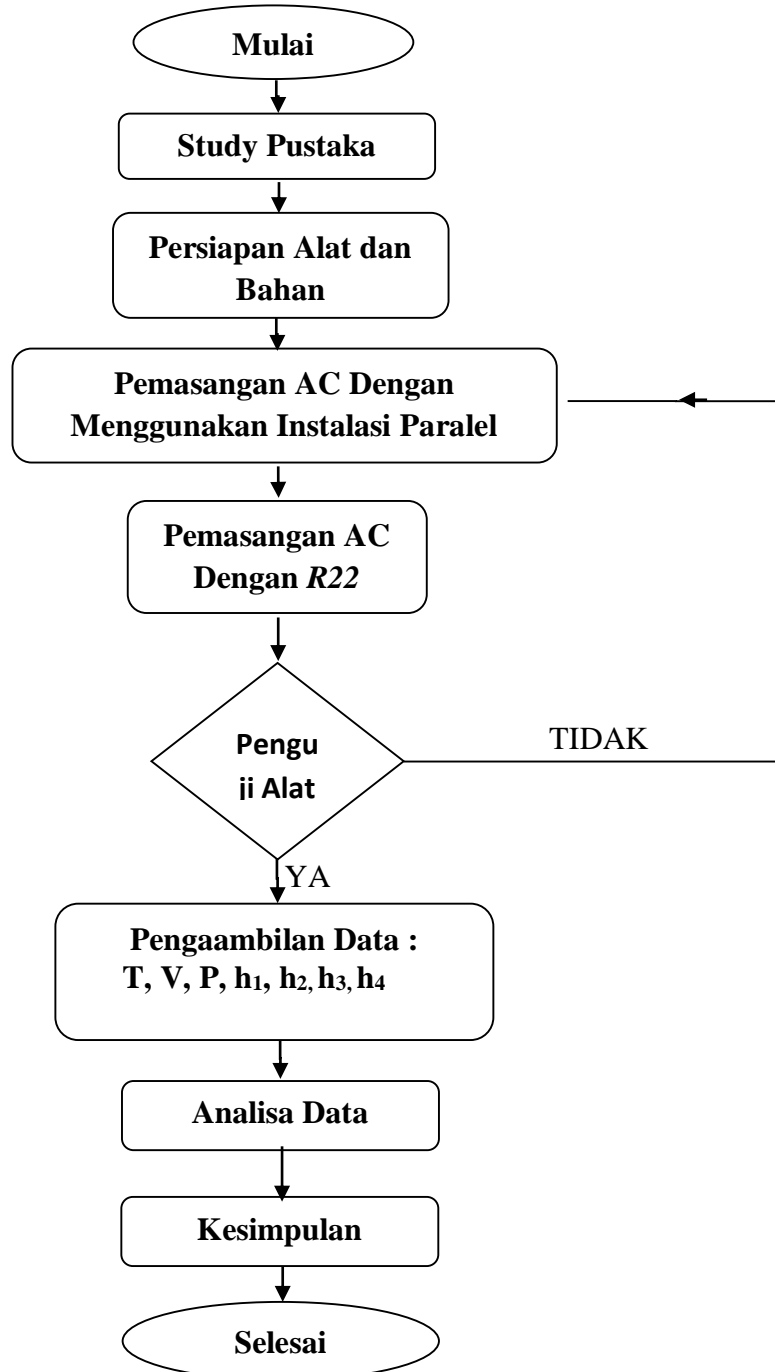 Mulai
Study Pustaka
Persiapan Alat dan
Bahan
Pemasangan AC Dengan
Menggunakan Instalasi Paralel
Pemasangan AC
Dengan R22
Pengu
ji Alat
TIDAK
YA
Pengaambilan Data :
T, V, P, h₁, h₂, h₃, h₄
Analisa Data
Kesimpulan
Selesai